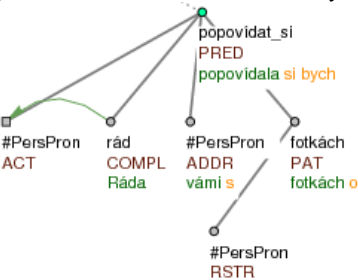 popovídat_si
PRED
popovídala si bych
#PersPron
ACT
rád
COMPL
Ráda
#PersPron
ADDR
vámi s
fotkách
PAT
fotkách o
#PersPron
RSTR